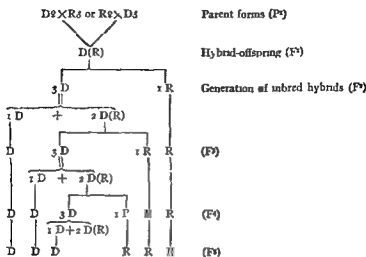 D♀ × R♂ or R♀ × D♂ Parent forms (P¹)
D(R) Hybrid-offspring (F¹)
3 D 1 R Generation of inbred hybrids (F²)
1 D + 2 D(R)
D 3 D 1 R R (F³)
1 D + 2 D(R)
D D 3 D 1 R R (F⁴)
1 D + 2 D(R)
D D D R R (F⁵)